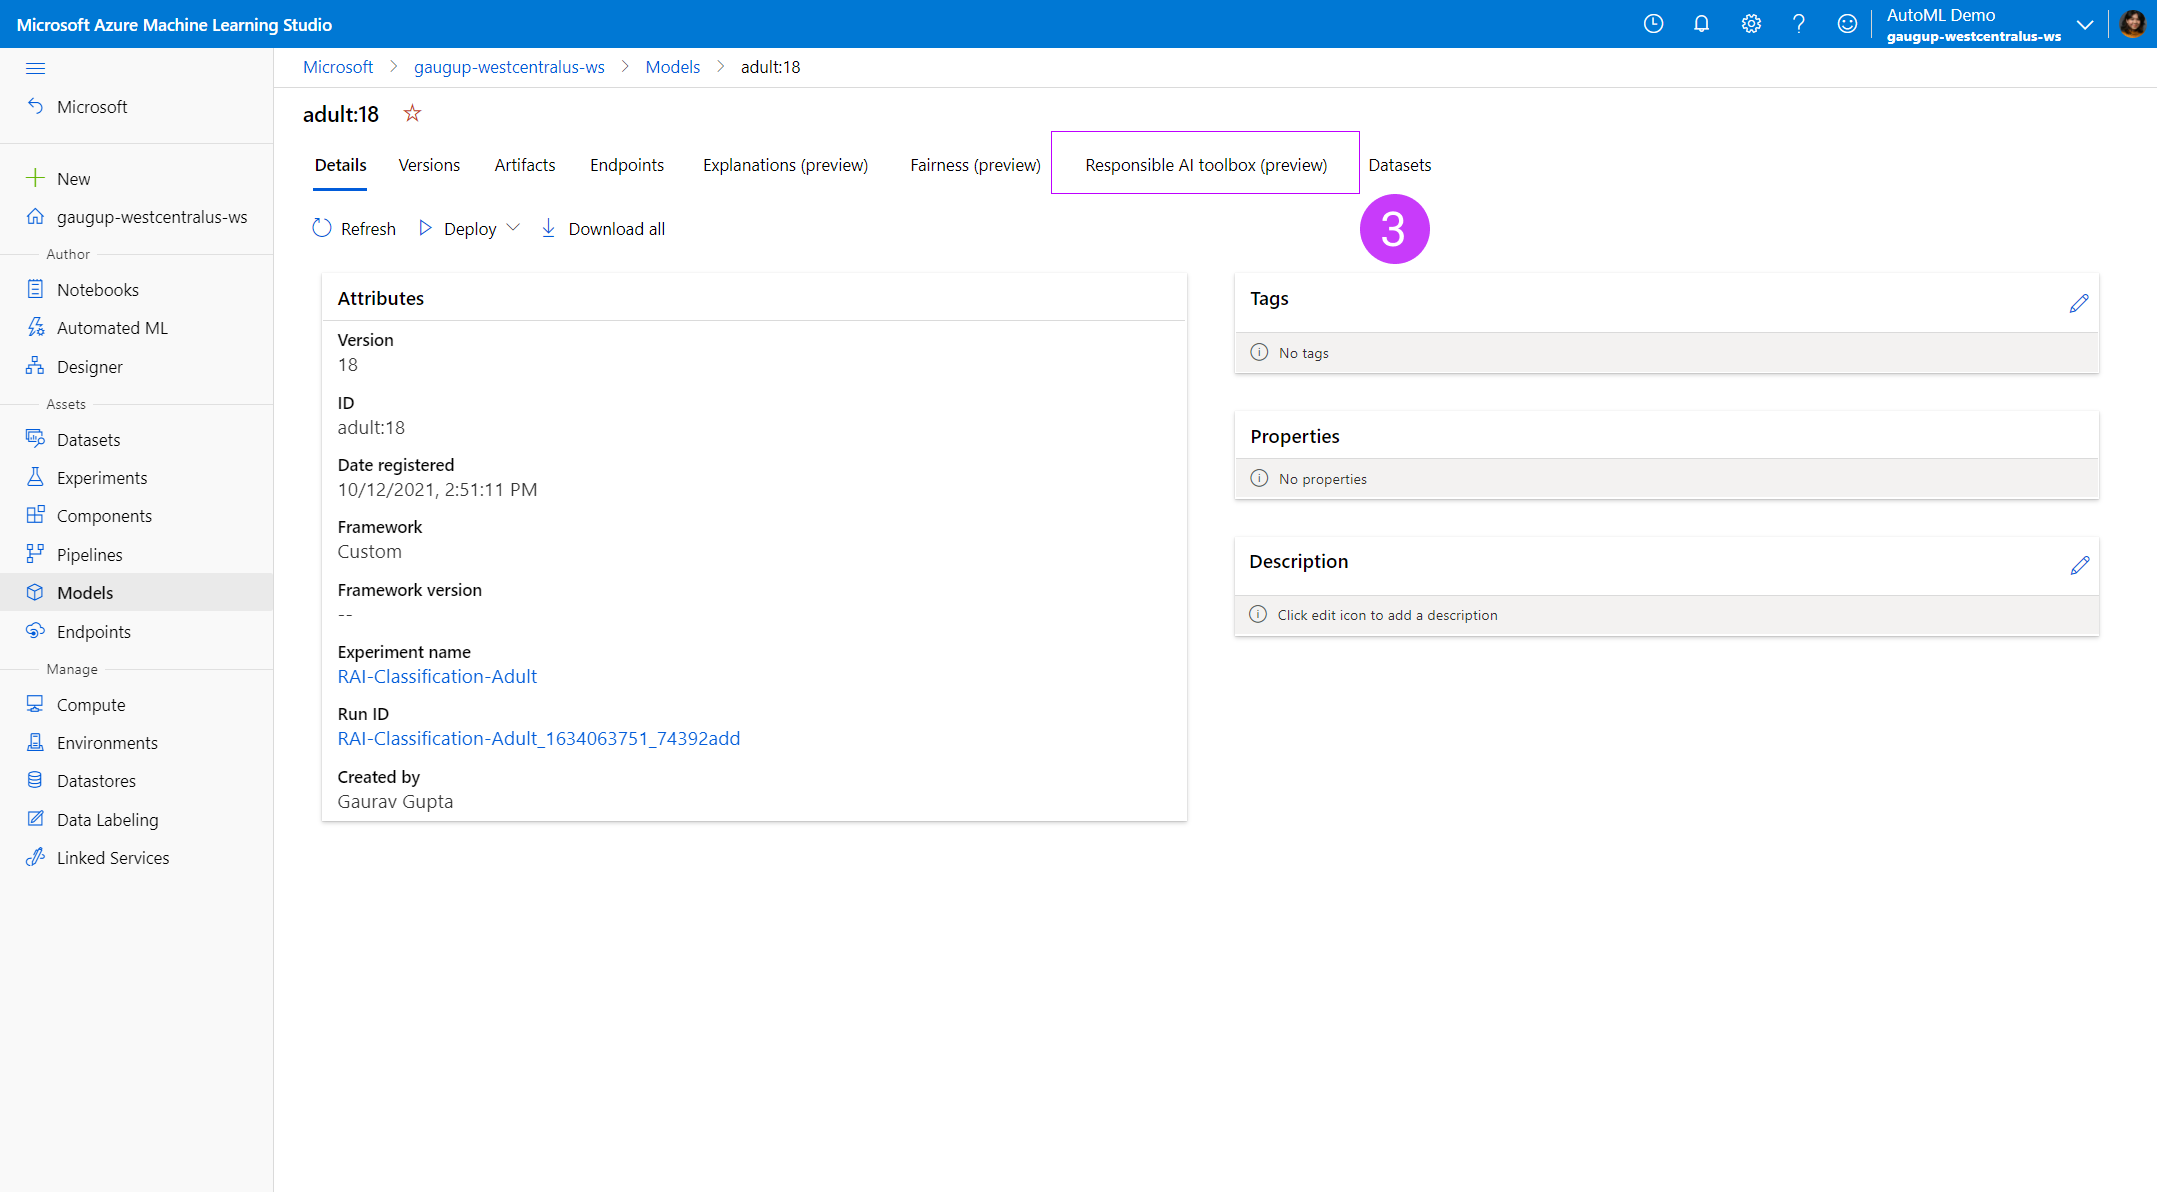 Microsoft Azure Machine Learning Studio
AutoML Demo
gaugup-westcentralus-ws
Microsoft
New
gaugup-westcentralus-ws
Author
Notebooks
Automated ML
Designer
Assets
Datasets
Experiments
Components
Pipelines
Models
Endpoints
Manage
Compute
Environments
Datastores
Data Labeling
Linked Services
Microsoft > gaugup-westcentralus-ws > Models > adult:18
adult:18
Details Versions Artifacts Endpoints Explanations (preview) Fairness (preview) Responsible AI toolbox (preview) Datasets
Refresh Deploy Download all
3
Attributes
Version
18
ID
adult:18
Date registered
10/12/2021, 2:51:11 PM
Framework
Custom
Framework version
--
Experiment name
RAI-Classification-Adult
Run ID
RAI-Classification-Adult_1634063751_74392add
Created by
Gaurav Gupta
Tags
No tags
Properties
No properties
Description
Click edit icon to add a description